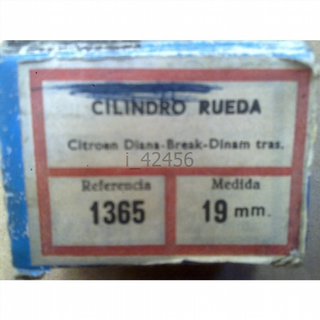 CILINDRO RUEDA
Citroen Diana-Break-Dinam tras.
i_42456
Referencia Medida
1365 19 mm.